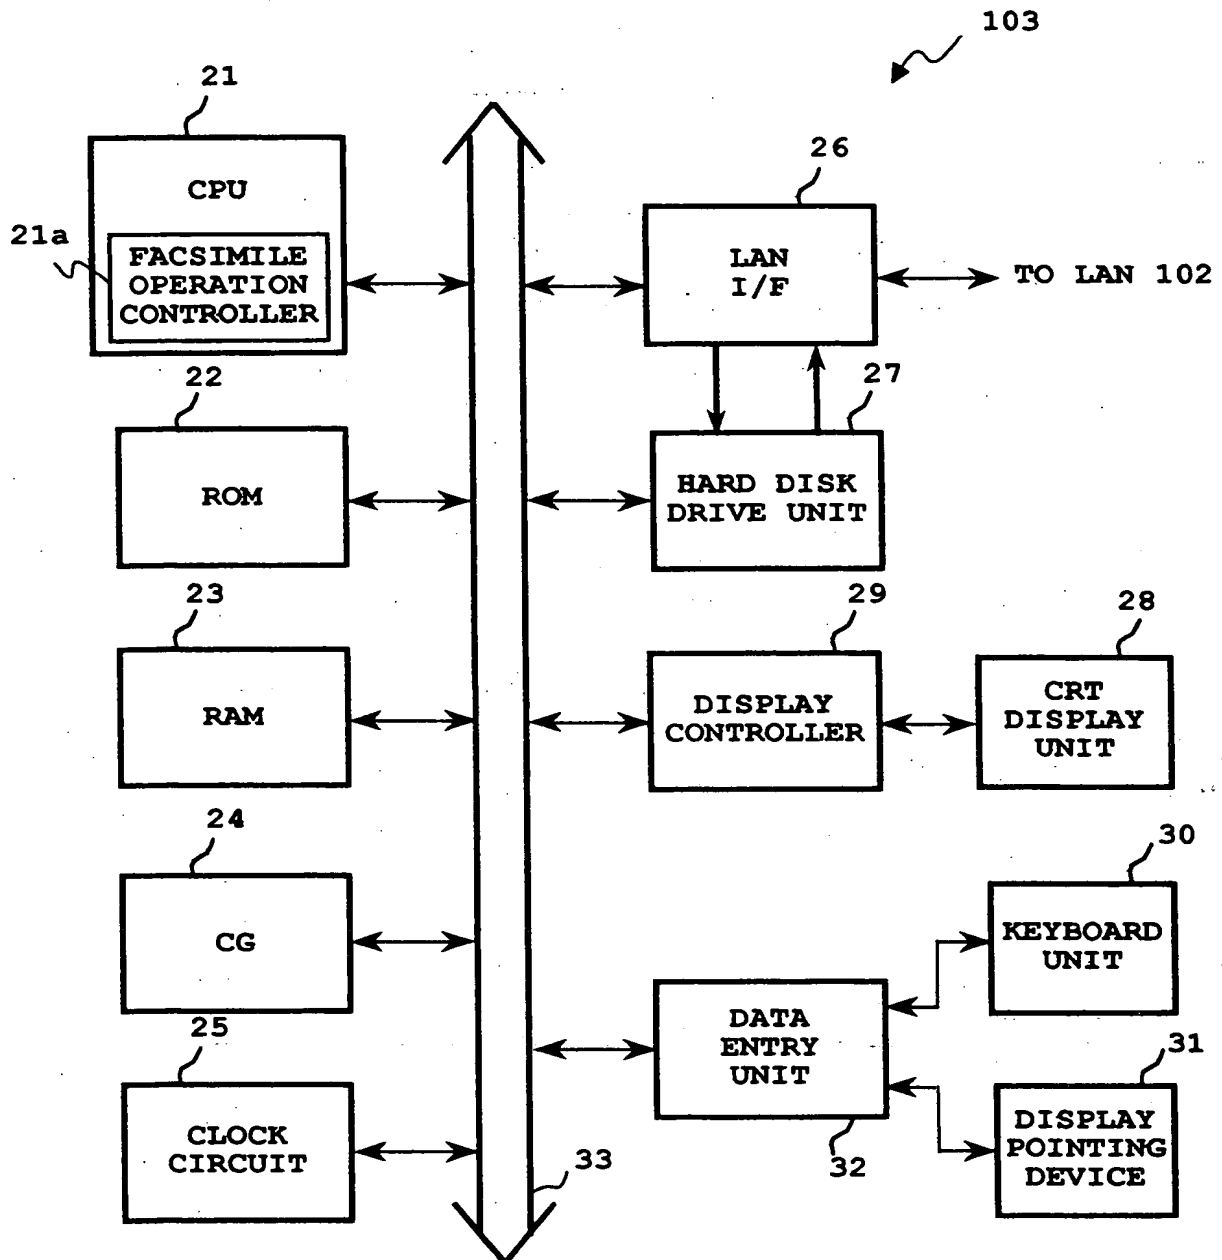 103
21
CPU
21a
FACSIMILE
OPERATION
CONTROLLER
26
LAN
I/F
TO LAN 102
22
ROM
27
HARD DISK
DRIVE UNIT
23
RAM
29
DISPLAY
CONTROLLER
28
CRT
DISPLAY
UNIT
24
CG
30
KEYBOARD
UNIT
25
CLOCK
CIRCUIT
DATA
ENTRY
UNIT
32
31
DISPLAY
POINTING
DEVICE
33